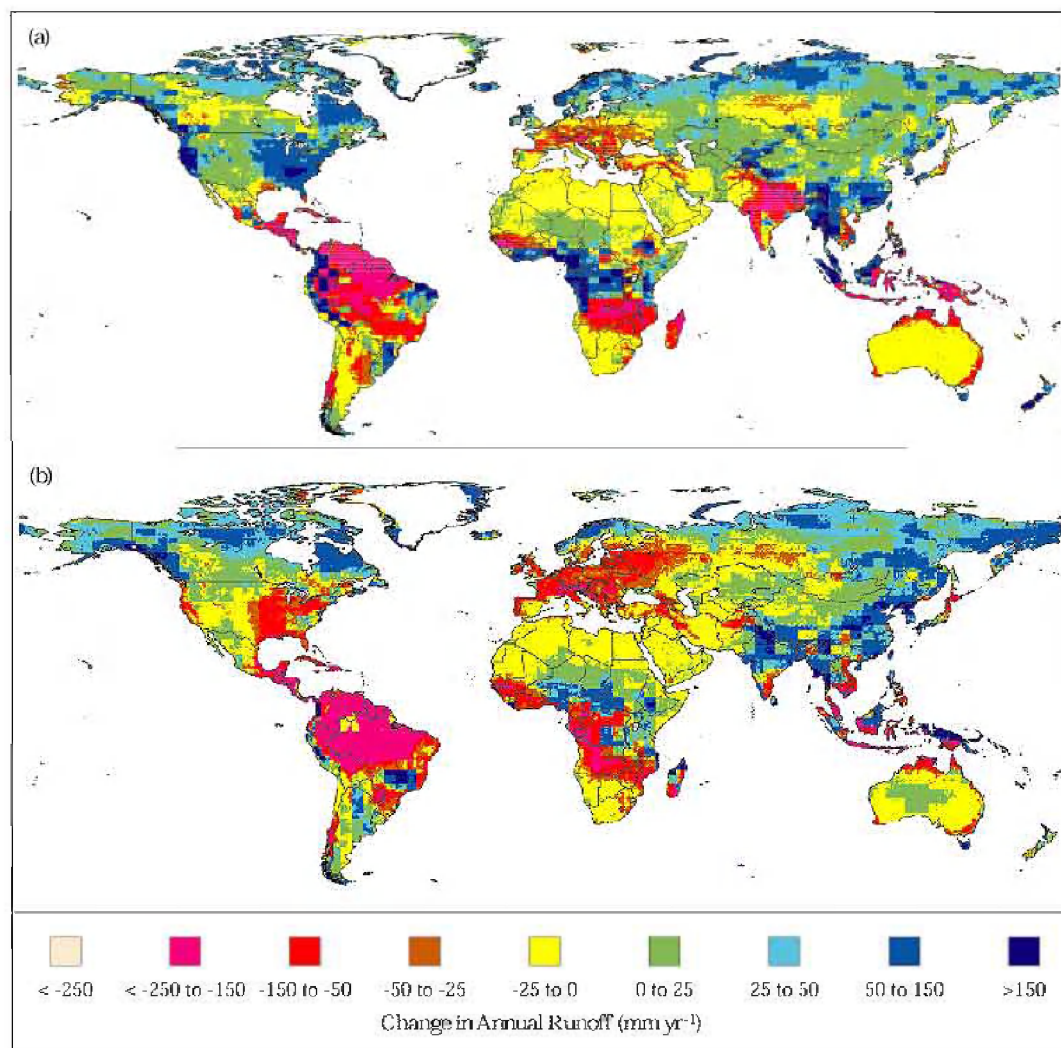 (a)
(b)
< -250 < -250 to -150 -150 to -50 -50 to -25 -25 to 0 0 to 25 25 to 50 50 to 150 >150
Change in Annual Runoff (mm yr⁻¹)